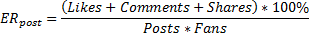 ER_post = (Likes + Comments + Shares) * 100% / Posts * Fans